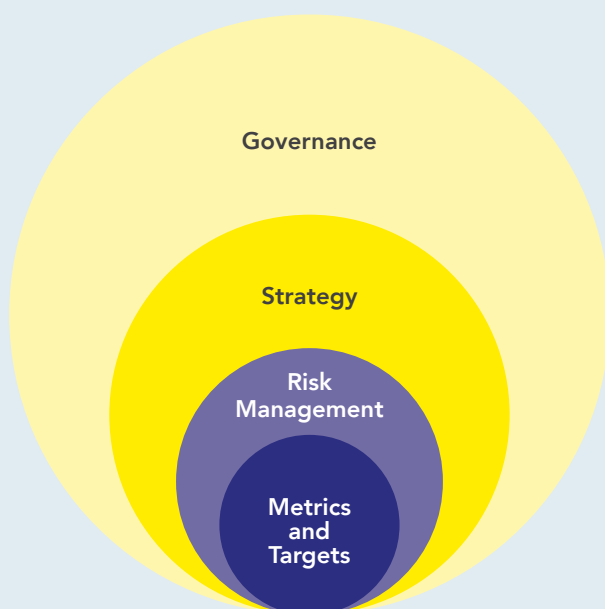 Governance
Strategy
Risk
Management
Metrics
and
Targets